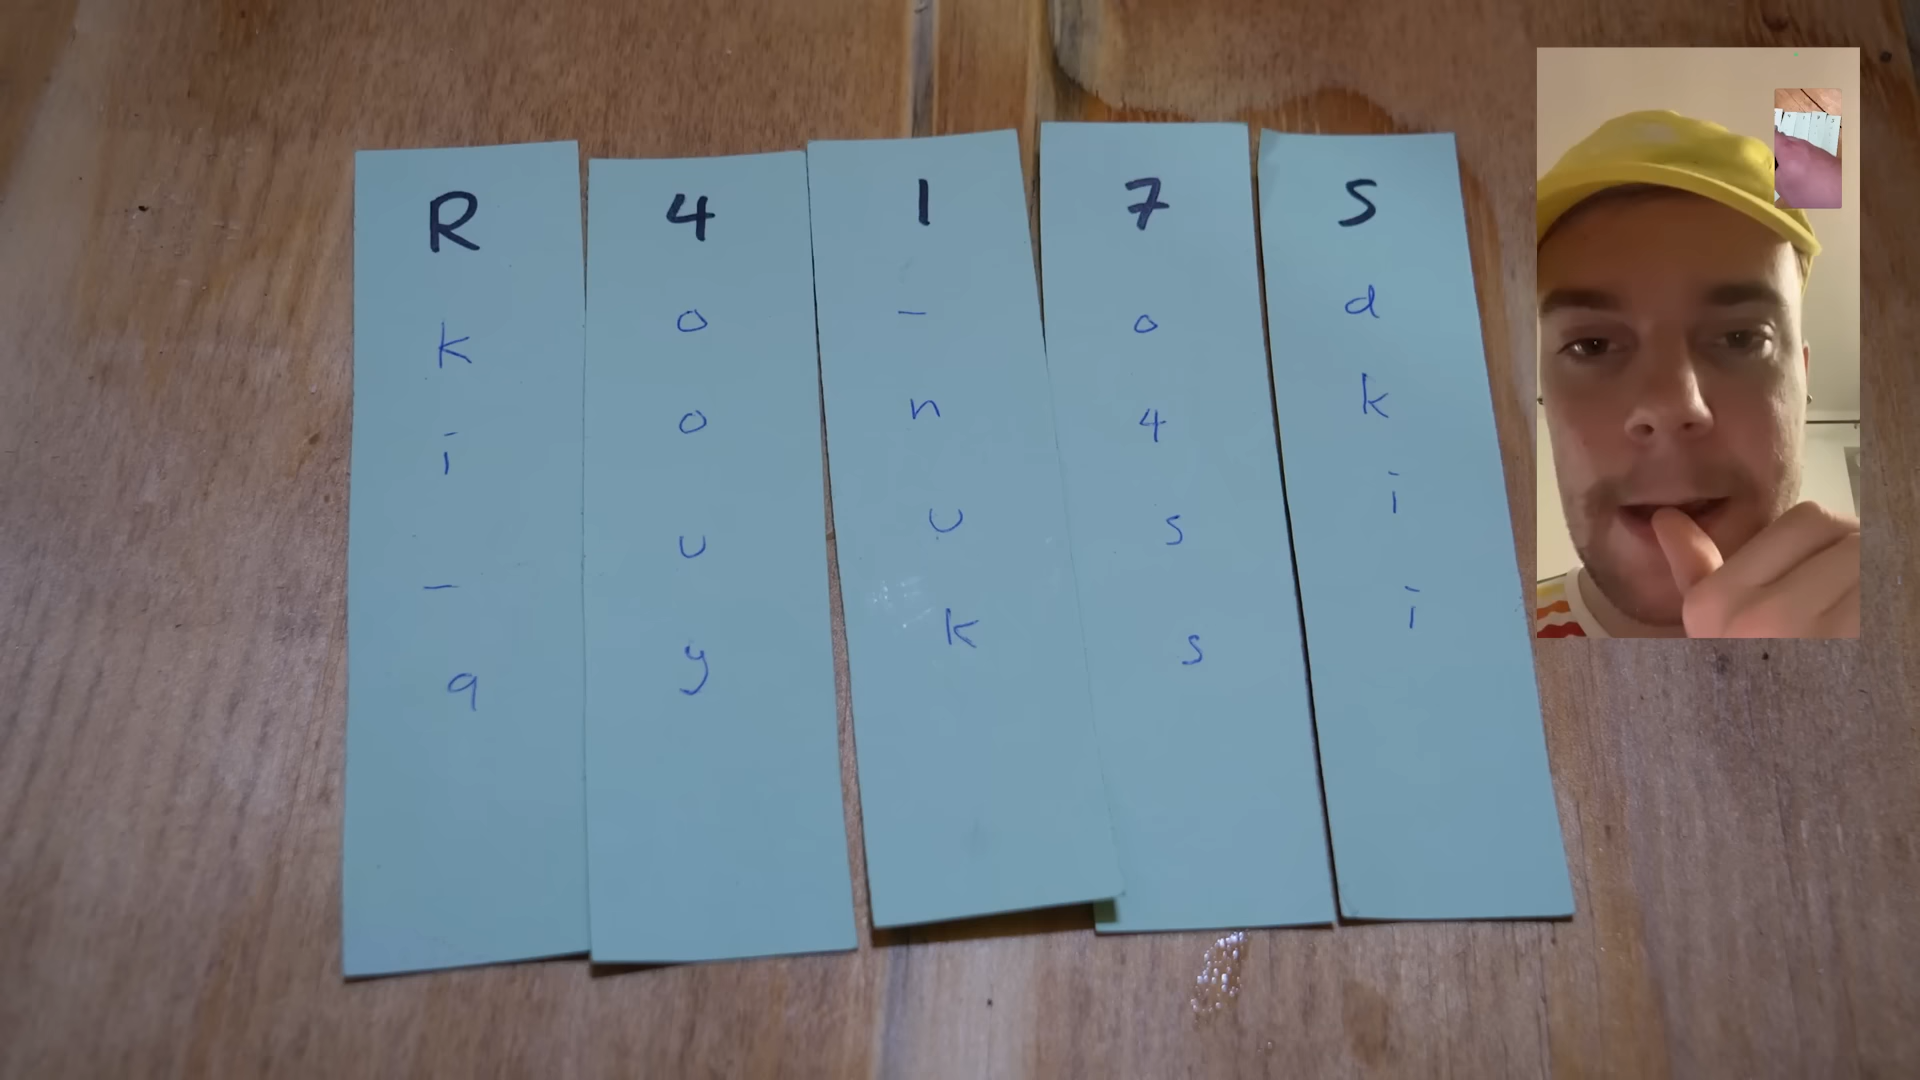 R 4 1 7 S
k o - o d
i o n 4 k
- u u s i
q y k s i